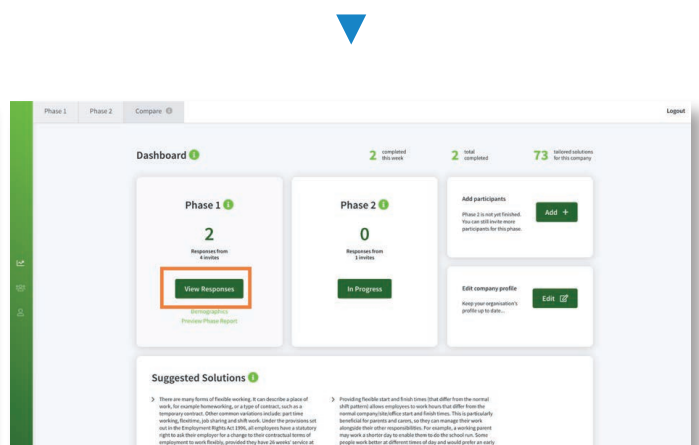 Phase 1 Phase 2 Compare Logout
Dashboard
2 completed this week
2 total completed
73 tailored solutions for this company
Phase 1
2
Responses from
4 invites
View Responses
Demographics
Preview Phase Report
Phase 2
0
Responses from
1 invites
In Progress
Add participants
Phase 2 is not yet finished.
You can still invite more
participants for this phase.
Add +
Edit company profile
Keep your organisation's
profile up to date...
Edit
Suggested Solutions
There are many forms of flexible working. It can describe a place of
work, for example homeworking, or a type of contract, such as a
temporary contract. Other common variations include: part time
working, flexitime, job sharing and shift work. Under the provisions set
out in the Employment Rights Act 1996, all employees have a statutory
right to ask their employer for a change to their contractual terms of
employment to work flexibly, provided they have 26 weeks' service at
Providing flexible start and finish times (that differ from the normal
shift pattern) allows employees to work hours that differ from the
normal company/site/office start and finish times. This is particularly
beneficial for parents and carers, so they can manage their work
alongside their other responsibilities. For example, a working parent
may work a shorter day to enable them to do the school run. Some
people work better at different times of day and would prefer an early